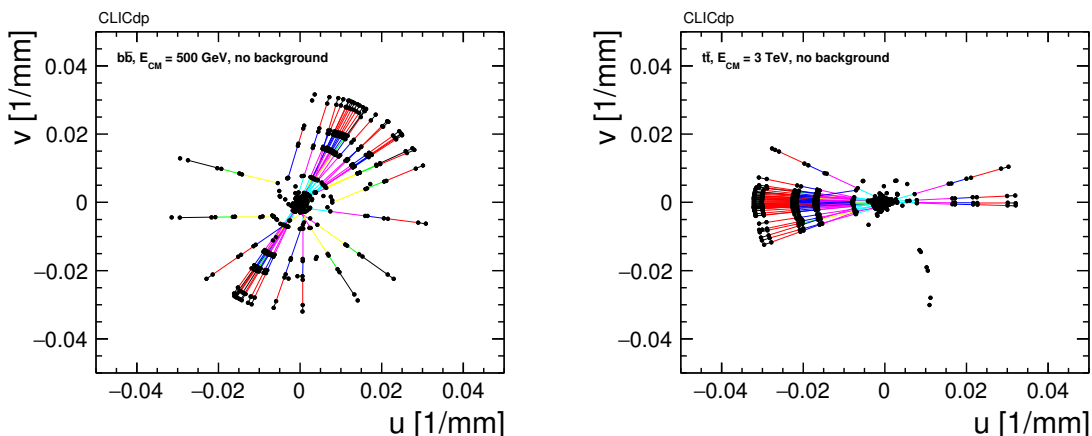 CLICdp
bb̄, E_CM = 500 GeV, no background
v [1/mm]
0.04
0.02
0
−0.02
−0.04
−0.04
−0.02
0
0.02
0.04
u [1/mm]
CLICdp
tt̄, E_CM = 3 TeV, no background
v [1/mm]
0.04
0.02
0
−0.02
−0.04
−0.04
−0.02
0
0.02
0.04
u [1/mm]